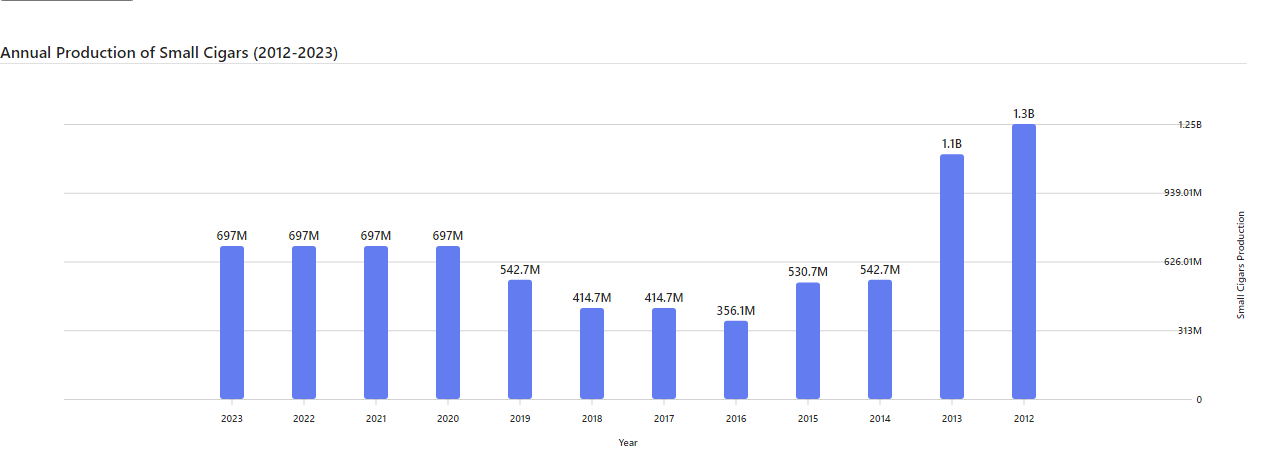 Annual Production of Small Cigars (2012-2023)
1.3B
1.25B
1.1B
939.01M
697M 697M 697M 697M
626.01M
542.7M 530.7M 542.7M
414.7M 414.7M
356.1M
313M
0
Small Cigars Production
2023 2022 2021 2020 2019 2018 2017 2016 2015 2014 2013 2012
Year